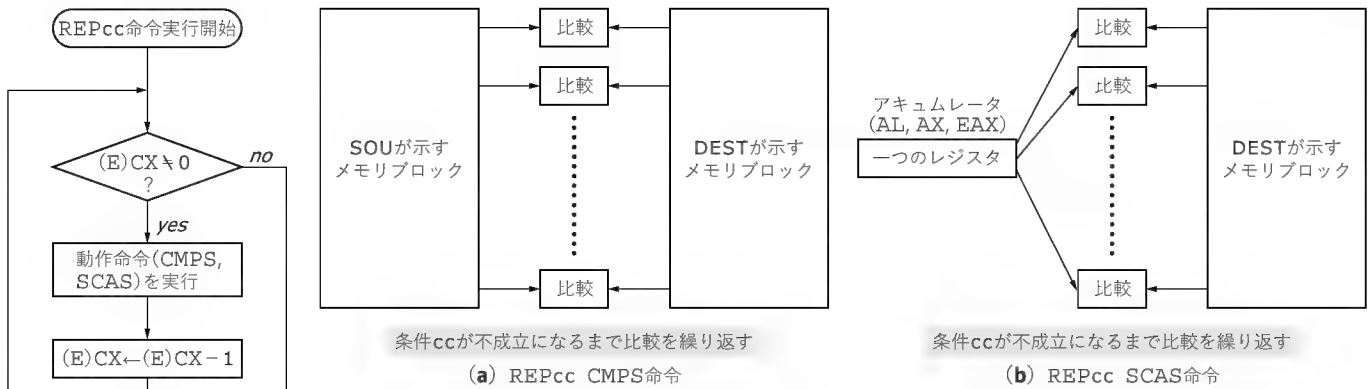 REPcc命令実行開始
(E)CX≒0
?
no
yes
動作命令(CMPS,
SCAS)を実行
(E)CX←(E)CX－1
SOUが示す
メモリブロック
比較
比較
比較
DESTが示す
メモリブロック
条件ccが不成立になるまで比較を繰り返す
(a) REPcc CMPS命令
アキュムレータ
(AL, AX, EAX)
一つのレジスタ
比較
比較
比較
DESTが示す
メモリブロック
条件ccが不成立になるまで比較を繰り返す
(b) REPcc SCAS命令